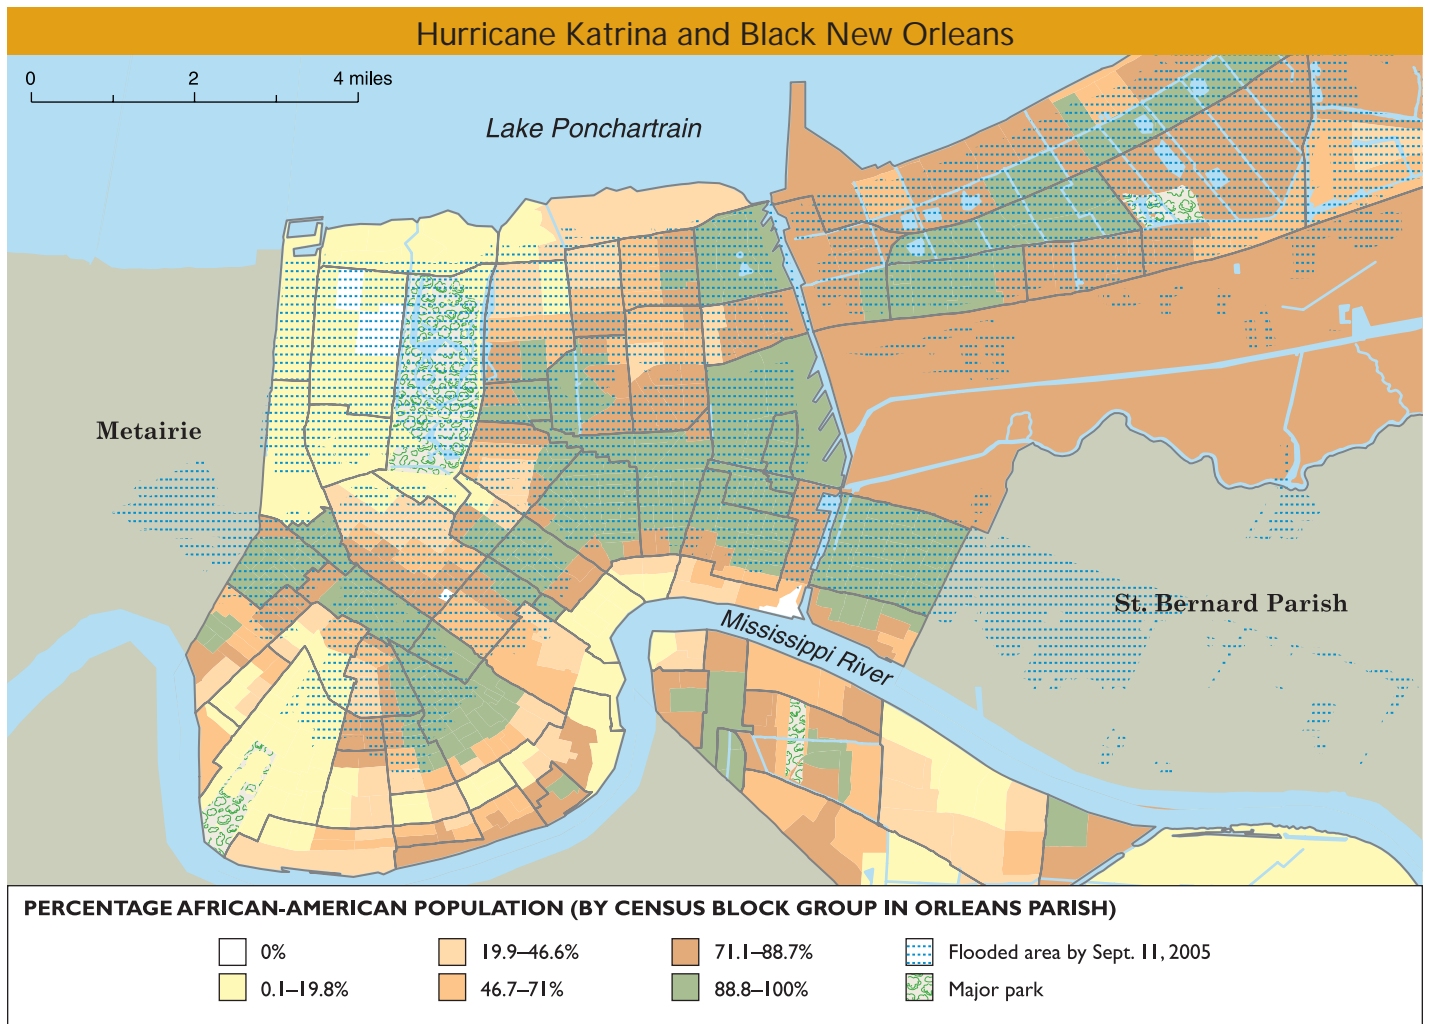 Hurricane Katrina and Black New Orleans
0 2 4 miles
Lake Ponchartrain
Metairie
St. Bernard Parish
Mississippi River
PERCENTAGE AFRICAN-AMERICAN POPULATION (BY CENSUS BLOCK GROUP IN ORLEANS PARISH)
0% 19.9–46.6% 71.1–88.7% Flooded area by Sept. 11, 2005
0.1–19.8% 46.7–71% 88.8–100% Major park